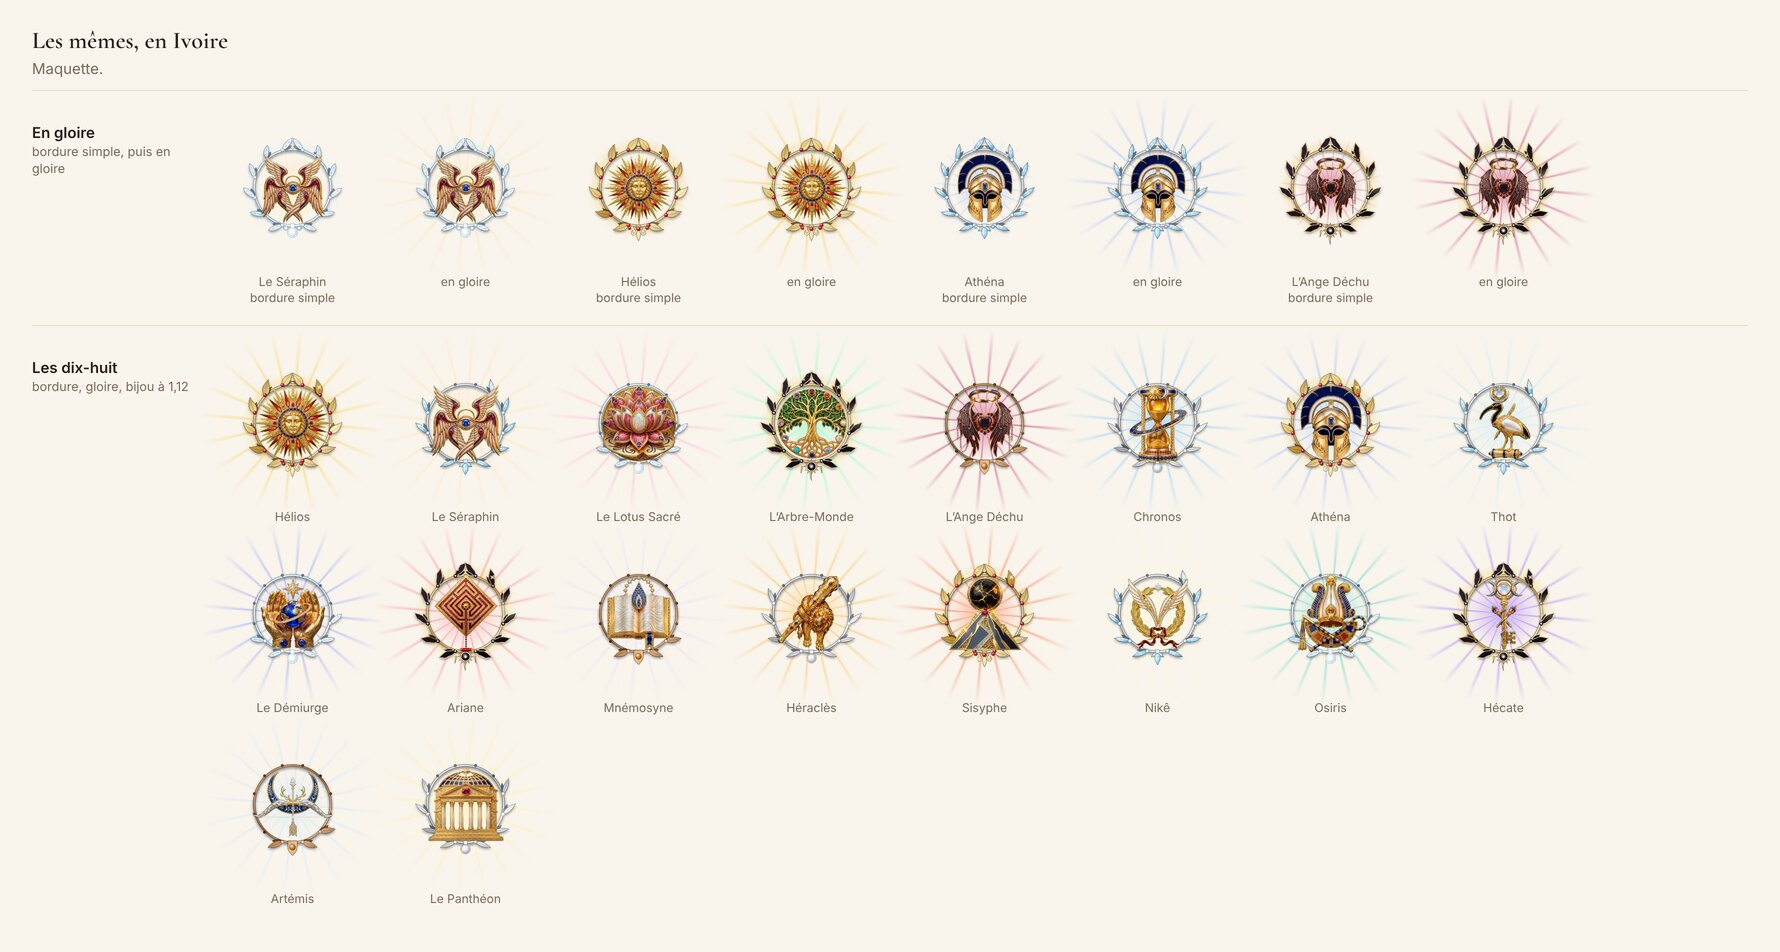 Les mêmes, en Ivoire
Maquette.
En gloire
bordure simple, puis en
gloire
Le Séraphin
bordure simple
en gloire
Hélios
bordure simple
en gloire
Athéna
bordure simple
en gloire
L'Ange Déchu
bordure simple
en gloire
Les dix-huit
bordure, gloire, bijou à 1,12
Hélios
Le Séraphin
Le Lotus Sacré
L'Arbre-Monde
L'Ange Déchu
Chronos
Athéna
Thot
Le Démiurge
Ariane
Mnémosyne
Héraclès
Sisyphe
Nikê
Osiris
Hécate
Artémis
Le Panthéon